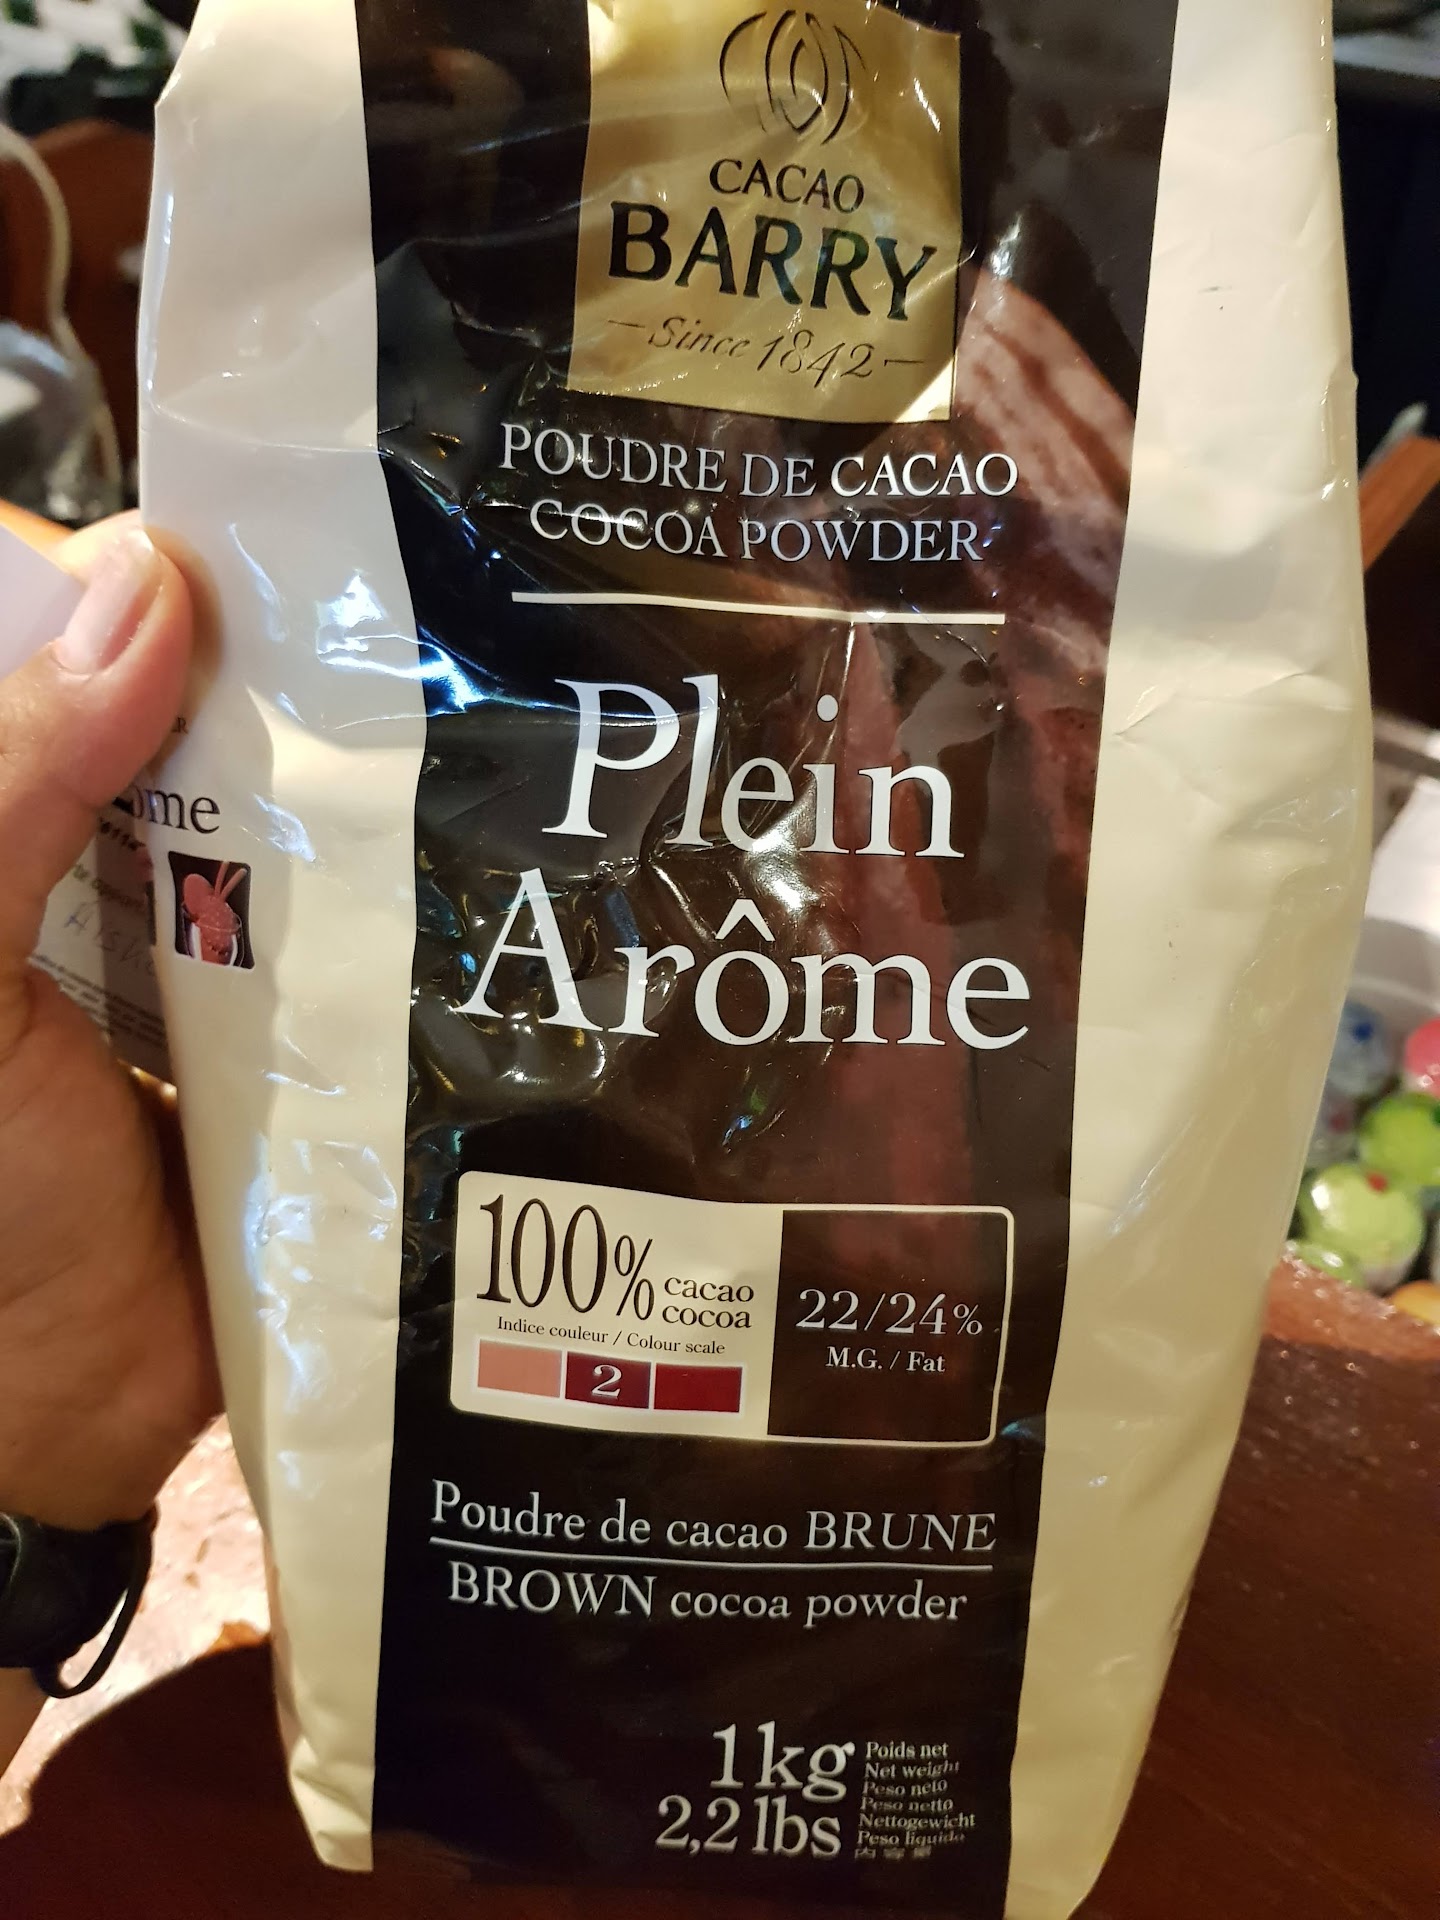 CACAO
BARRY
Since 1842
POUDRE DE CACAO
COCOA POWDER
Plein
Arôme
ome
100% cacao
cocoa
Indice couleur / Colour scale
2
22/24%
M.G. / Fat
Poudre de cacao BRUNE
BROWN cocoa powder
1kg
2,2 lbs
Poids net
Net weight
Peso neto
Peso netto
Nettogewicht
Peso líquido
内容量